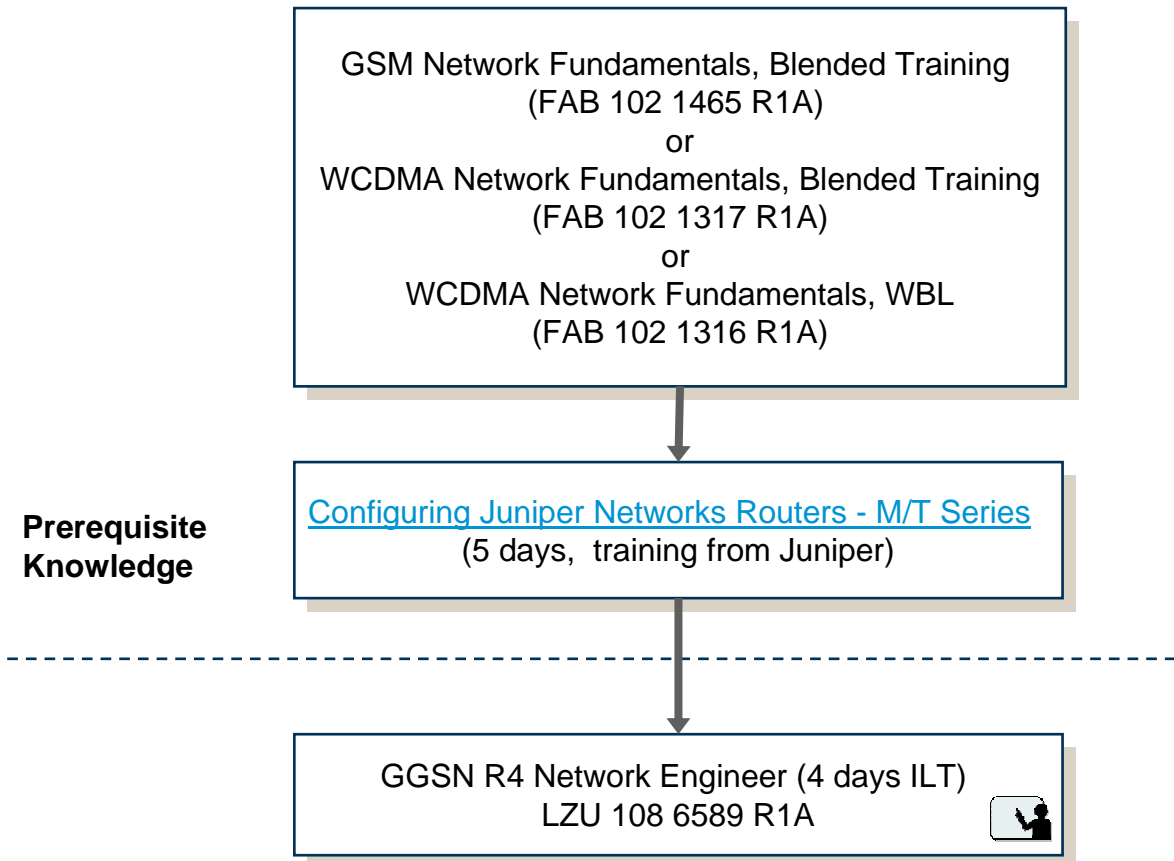 GSM Network Fundamentals, Blended Training
(FAB 102 1465 R1A)
or
WCDMA Network Fundamentals, Blended Training
(FAB 102 1317 R1A)
or
WCDMA Network Fundamentals, WBL
(FAB 102 1316 R1A)
Prerequisite
Knowledge
Configuring Juniper Networks Routers - M/T Series
(5 days, training from Juniper)
GGSN R4 Network Engineer (4 days ILT)
LZU 108 6589 R1A